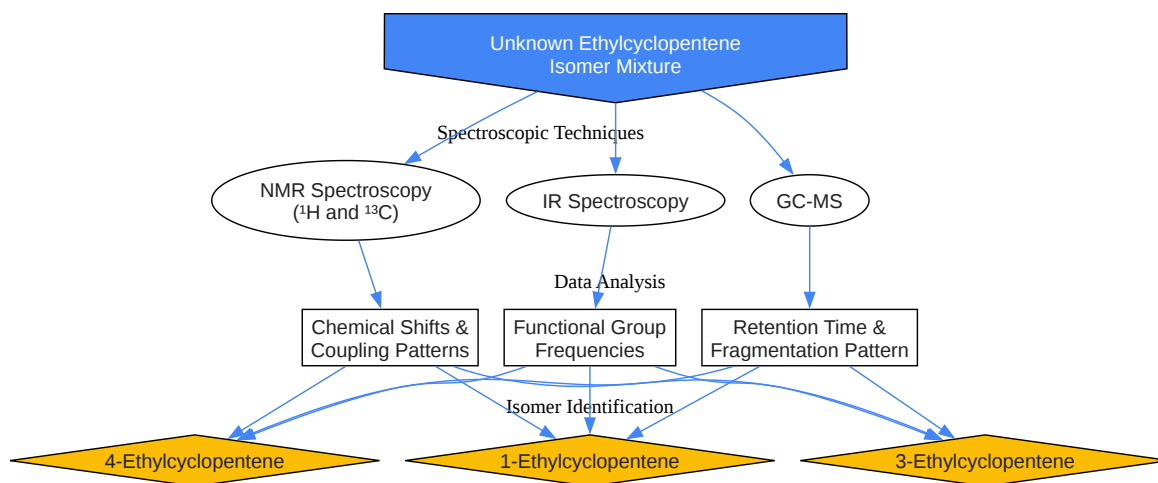 Unknown Ethylcyclopentene
Isomer Mixture
Spectroscopic Techniques
NMR Spectroscopy
(¹H and ¹³C)
IR Spectroscopy
GC-MS
Data Analysis
Chemical Shifts &
Coupling Patterns
Functional Group
Frequencies
Retention Time &
Fragmentation Pattern
Isomer Identification
4-Ethylcyclopentene
1-Ethylcyclopentene
3-Ethylcyclopentene